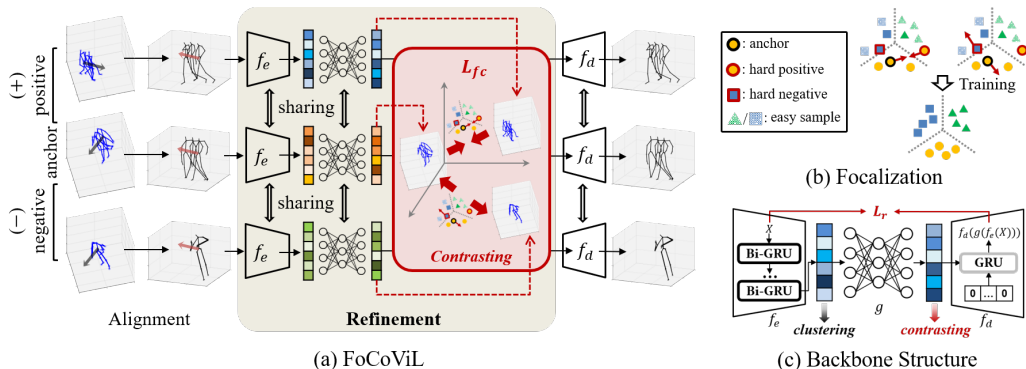 (+)
positive
anchor
negative
(−)
f_e
sharing
f_e
sharing
f_e
L_fc
Contrasting
f_d
f_d
f_d
Alignment
Refinement
(a) FoCoViL
: anchor
: hard positive
: hard negative
/ : easy sample
Training
(b) Focalization
L_r
X
Bi-GRU
...
Bi-GRU
f_e
clustering
g
contrasting
f_d(g(f_e(X)))
GRU
0 ... 0
f_d
(c) Backbone Structure